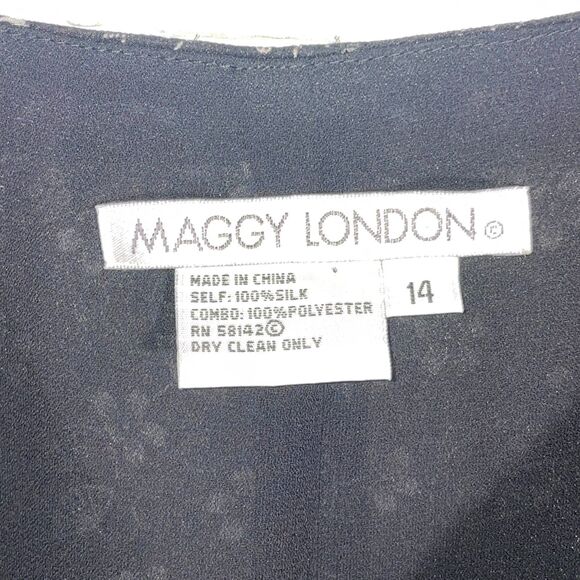 MAGGY LONDON ©
MADE IN CHINA
SELF: 100%SILK
COMBO: 100%POLYESTER
RN 58142©
DRY CLEAN ONLY
14